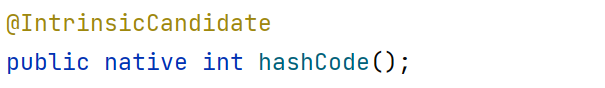 @IntrinsicCandidate
public native int hashCode();